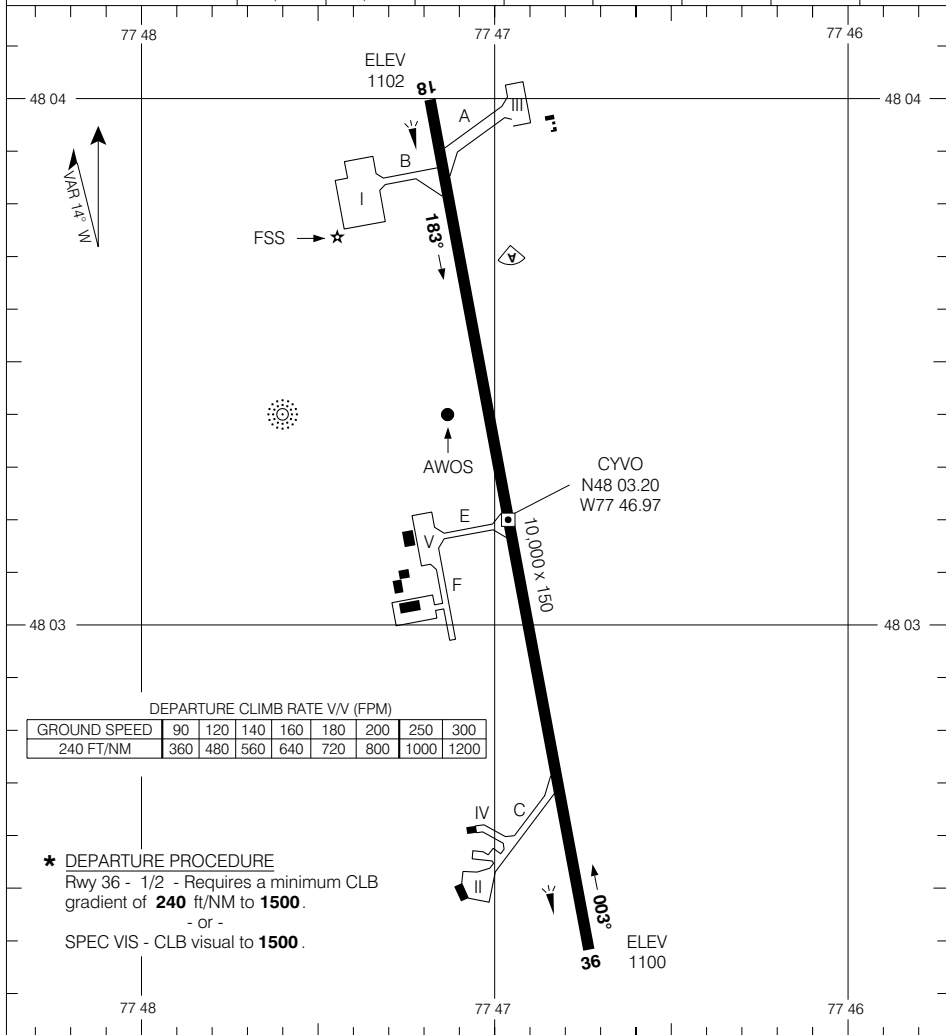 77 48
77 47
77 46
ELEV
1102
18
48 04
48 04
A
III
B
I
VAR 14° W
183°
FSS
A
AWOS
CYVO
N48 03.20
W77 46.97
E
V
10,000 x 150
F
48 03
48 03
DEPARTURE CLIMB RATE V/V (FPM)
GROUND SPEED 90 120 140 160 180 200 250 300
240 FT/NM 360 480 560 640 720 800 1000 1200
IV
C
II
* DEPARTURE PROCEDURE
Rwy 36 - 1/2 - Requires a minimum CLB
gradient of 240 ft/NM to 1500.
- or -
SPEC VIS - CLB visual to 1500.
003°
36
ELEV
1100
77 48
77 47
77 46